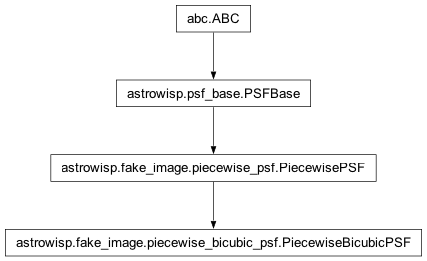 abc.ABC
astrowisp.psf_base.PSFBase
astrowisp.fake_image.piecewise_psf.PiecewisePSF
astrowisp.fake_image.piecewise_bicubic_psf.PiecewiseBicubicPSF